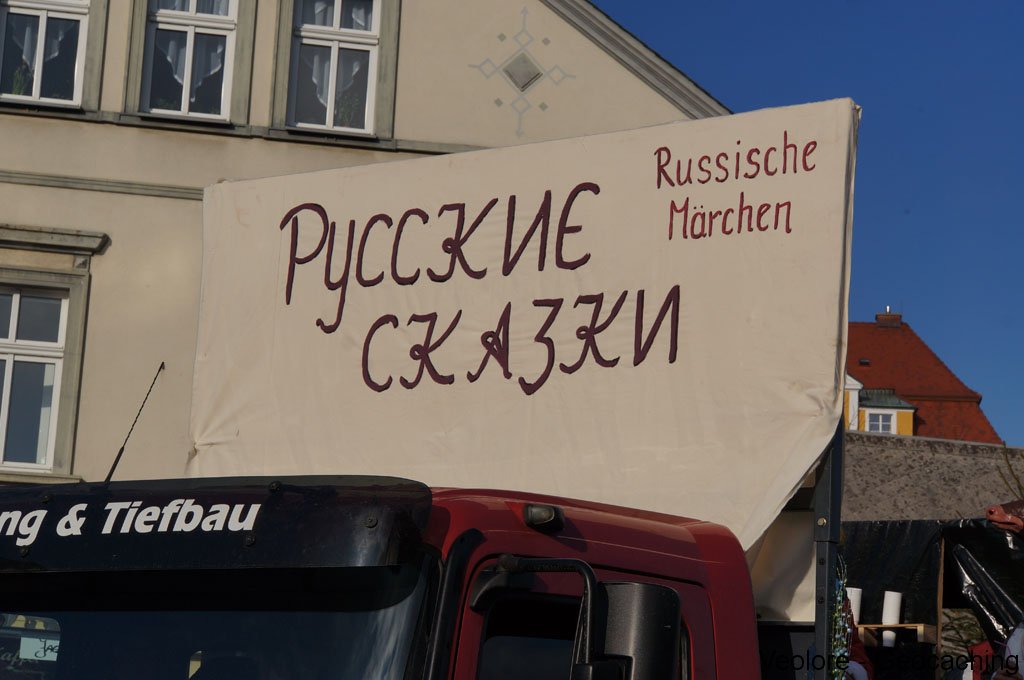 Русские
сказки
Russische
Märchen
ng & Tiefbau